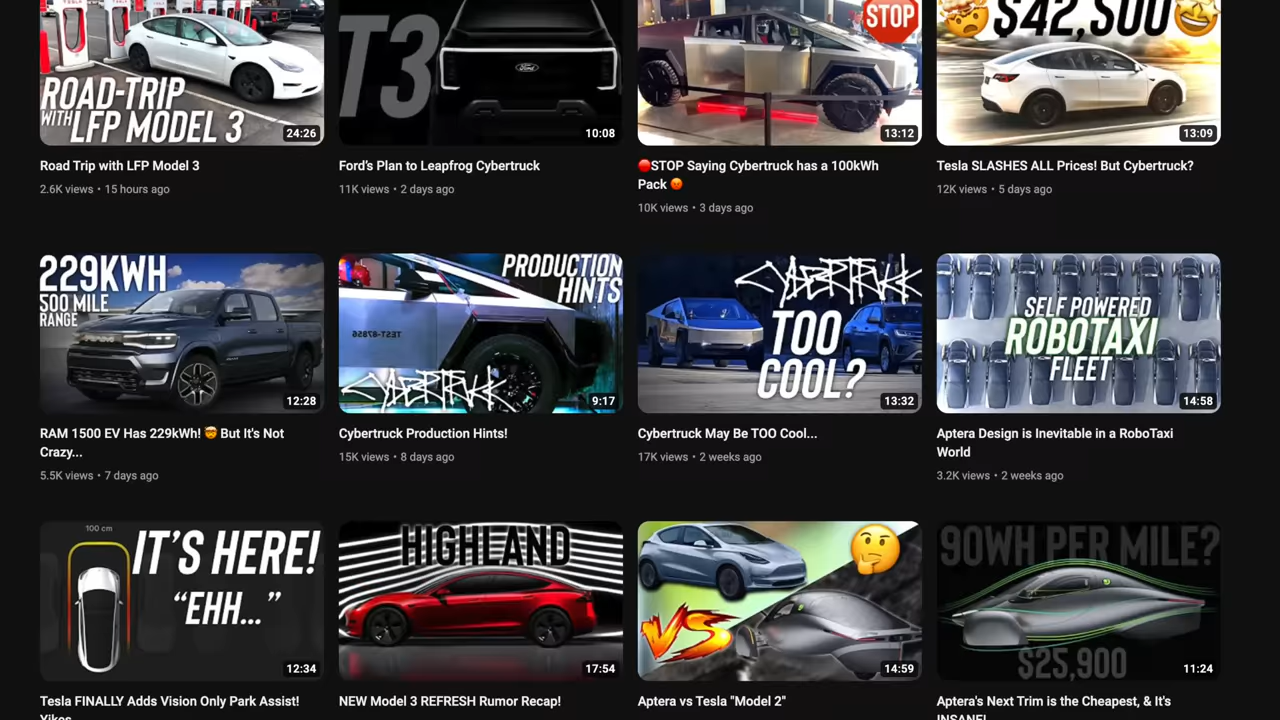 T3
Ford
STOP
$42,500
ROAD-TRIP
WITH LFP MODEL 3
24:26
10:08
13:12
13:09
Road Trip with LFP Model 3
Ford's Plan to Leapfrog Cybertruck
🔴STOP Saying Cybertruck has a 100kWh
Pack 😡
Tesla SLASHES ALL Prices! But Cybertruck?
2.6K views • 15 hours ago
11K views • 2 days ago
10K views • 3 days ago
12K views • 5 days ago
229KWH
500 MILE
RANGE
12:28
PRODUCTION
HINTS
TEST-87856
CYBERTRUCK
9:17
CYBERTRUCK
TOO
COOL?
13:32
SELF POWERED
ROBOTAXI
FLEET
14:58
RAM 1500 EV Has 229kWh! 🤯 But It's Not
Crazy...
5.5K views • 7 days ago
Cybertruck Production Hints!
15K views • 8 days ago
Cybertruck May Be TOO Cool...
17K views • 2 weeks ago
Aptera Design is Inevitable in a RoboTaxi
World
3.2K views • 2 weeks ago
100 cm
IT'S HERE!
“EHH...”
12:34
HIGHLAND
17:54
VS
14:59
90WH PER MILE?
$25,900
11:24
Tesla FINALLY Adds Vision Only Park Assist!
Yikes
NEW Model 3 REFRESH Rumor Recap!
Aptera vs Tesla "Model 2"
Aptera's Next Trim is the Cheapest, & It's
INSANE!